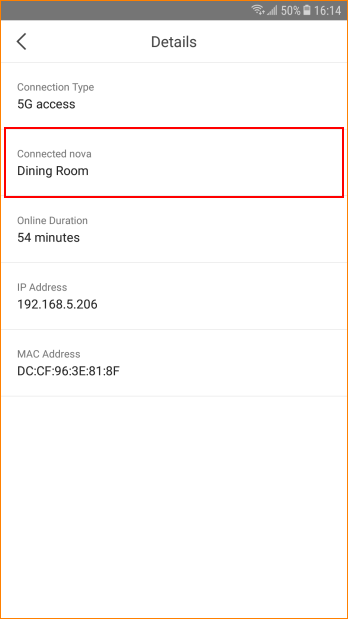 50% 16:14
Details
Connection Type
5G access
Connected nova
Dining Room
Online Duration
54 minutes
IP Address
192.168.5.206
MAC Address
DC:CF:96:3E:81:8F